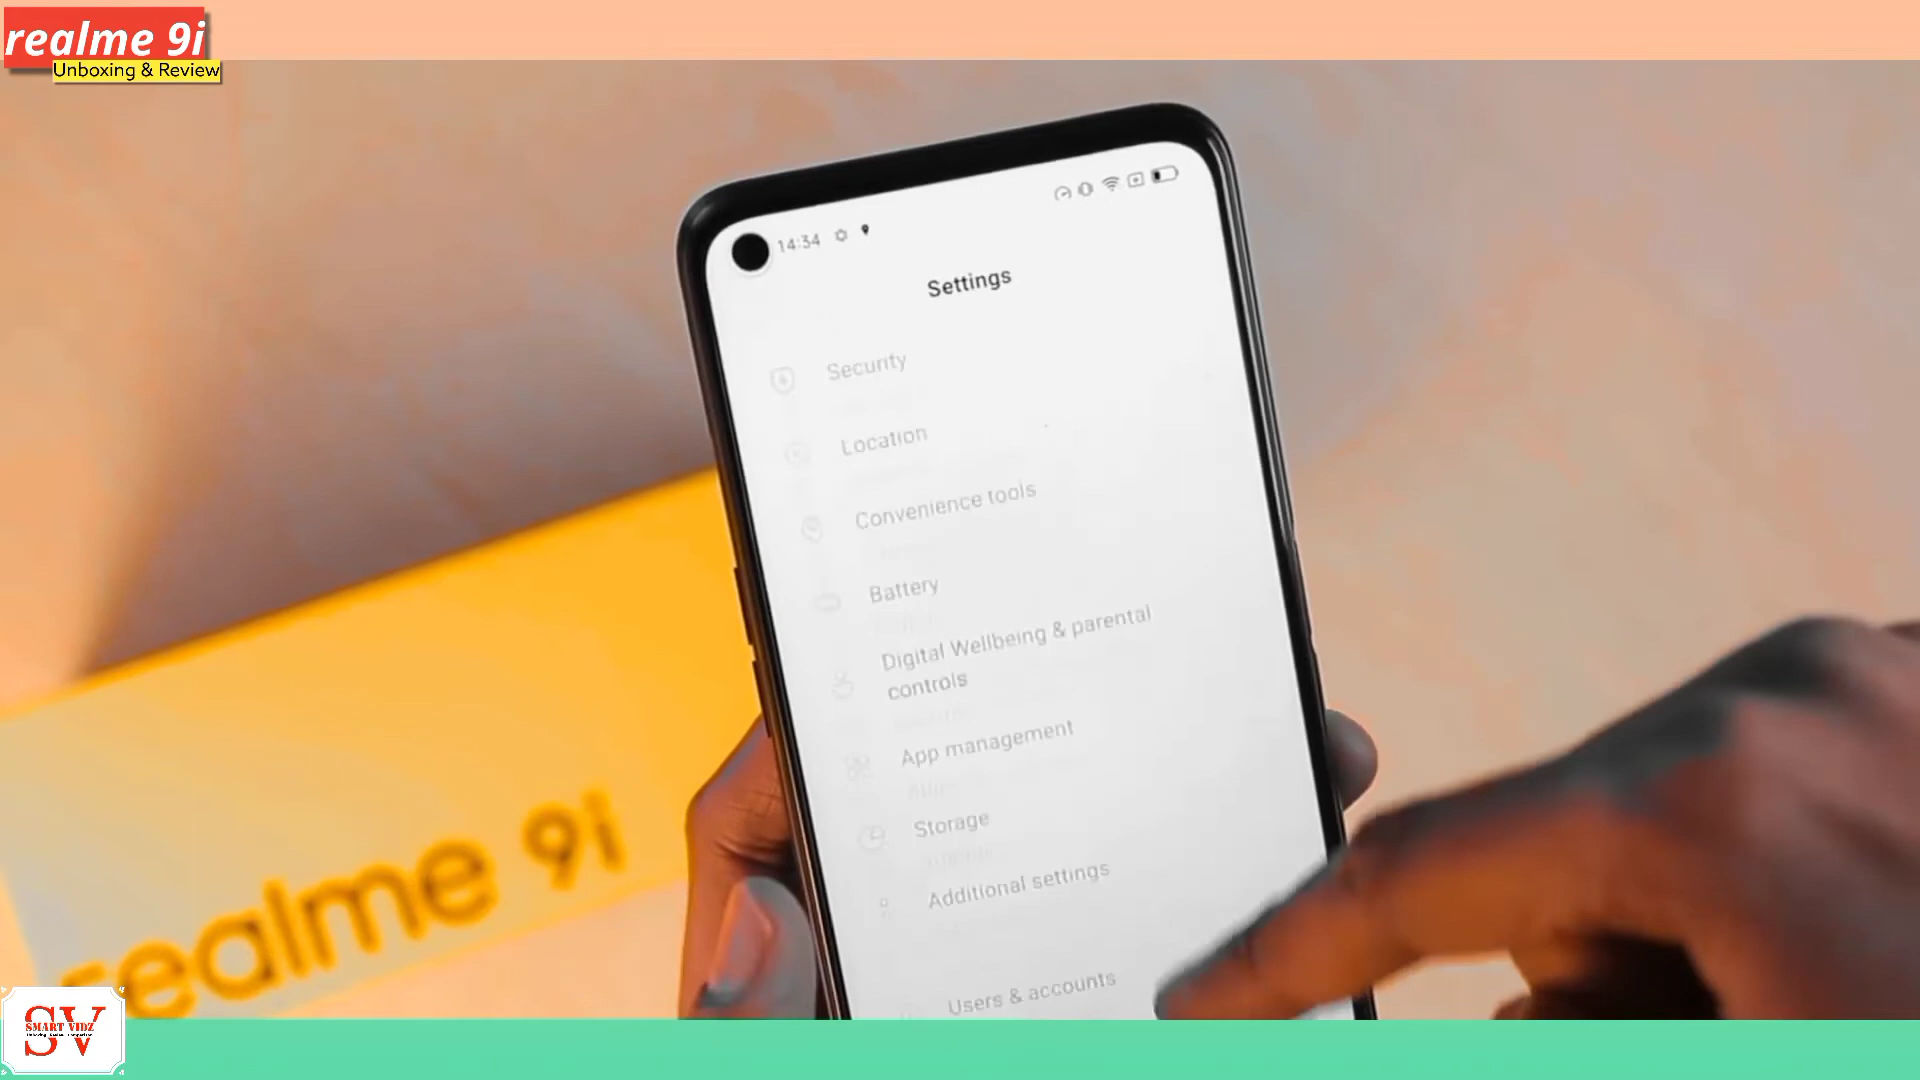 realme 9i
Unboxing & Review
14:34
Settings
Security
Location
Convenience tools
Battery
Digital Wellbeing & parental
controls
App management
Storage
Additional settings
Users & accounts
realme 9i
SV
SMART VIDZ